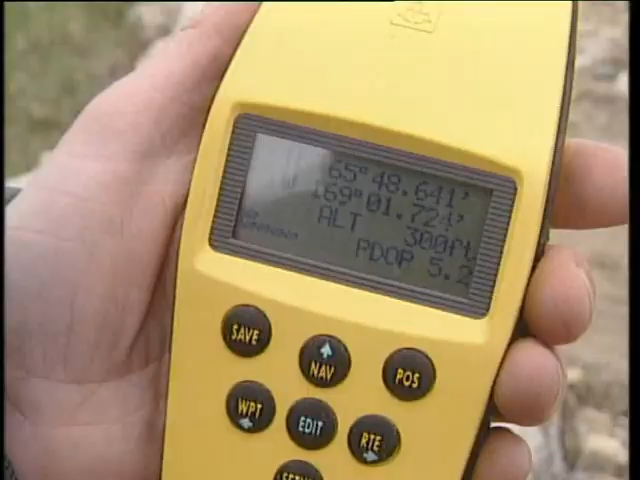 65°48.641'
169°01.724'
ALT 300ft
PDOP 5.2
SAVE
NAV
POS
WPT
EDIT
RTE